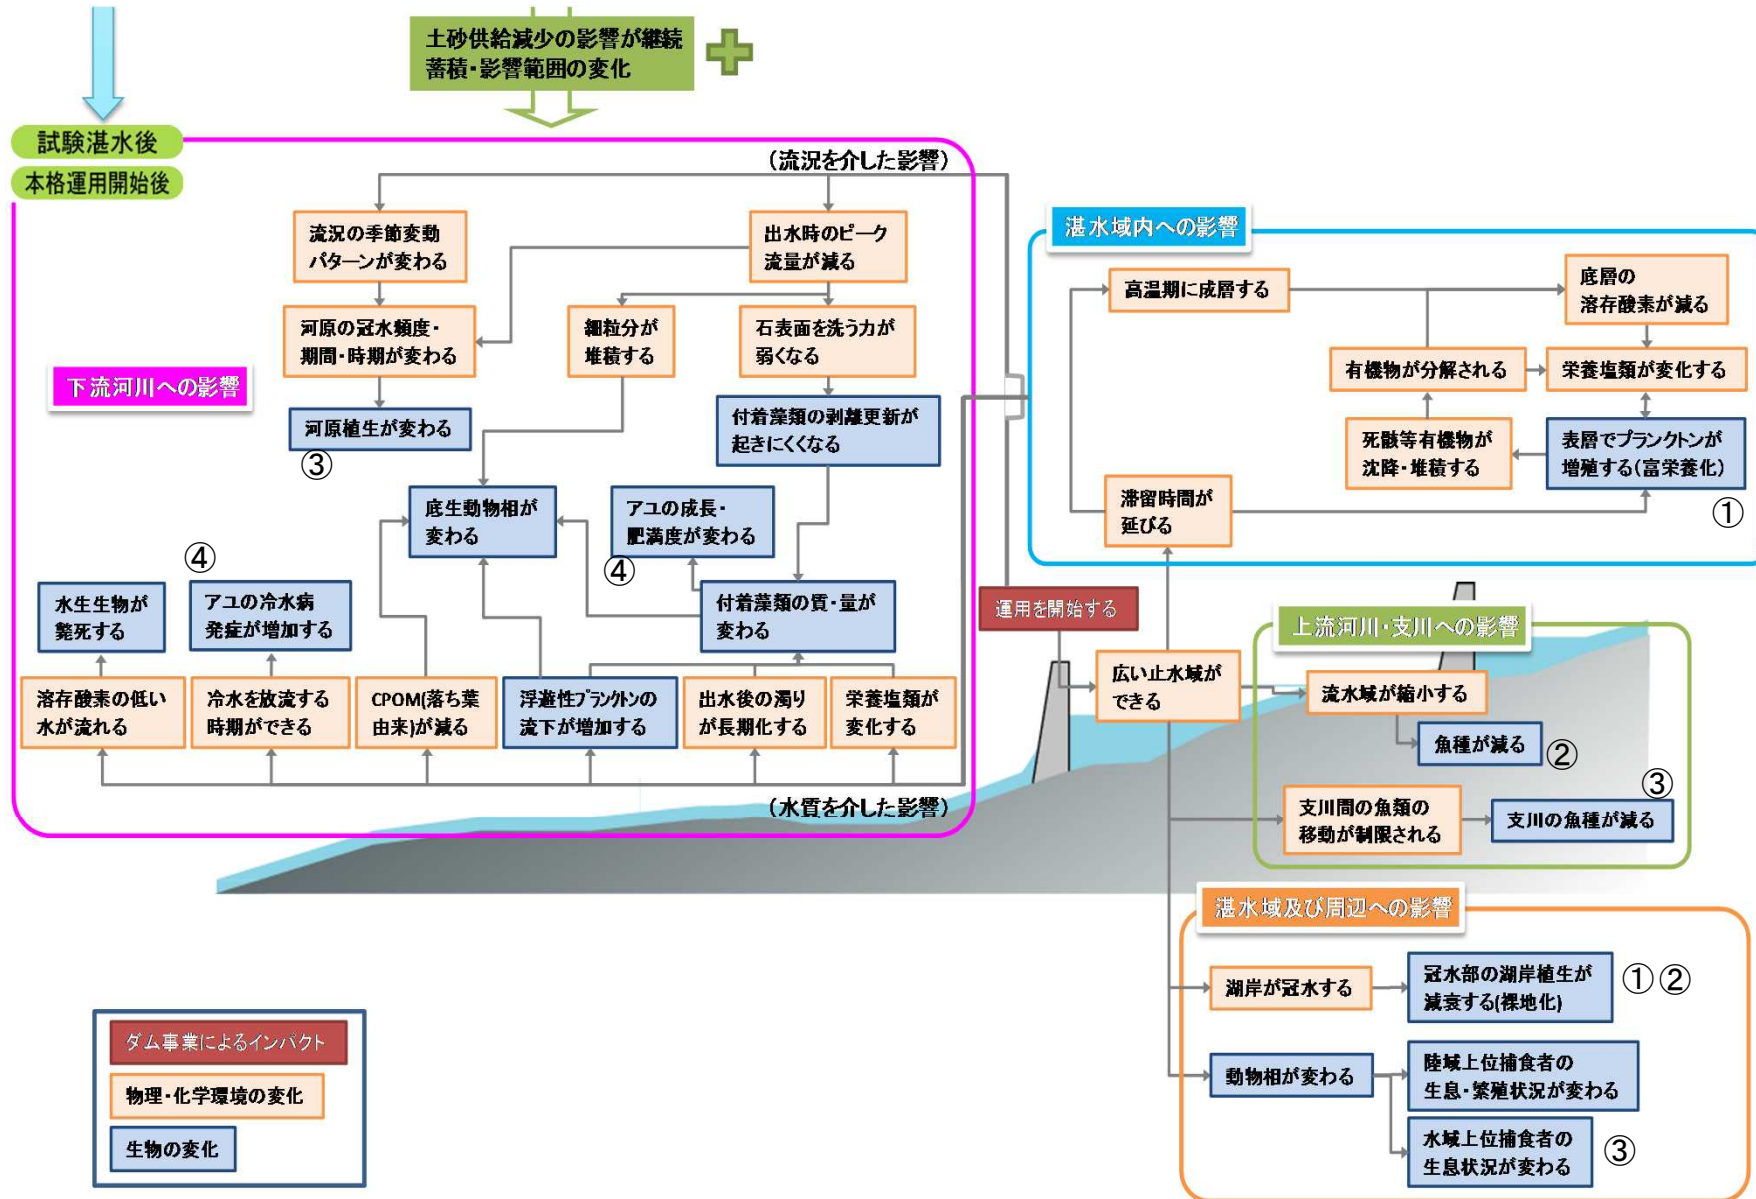 土砂供給減少の影響が継続
蓄積・影響範囲の変化
試験湛水後
本格運用開始後
(流況を介した影響)
下流河川への影響
流況の季節変動
パターンが変わる
出水時のピーク
流量が減る
河原の冠水頻度・
期間・時期が変わる
細粒分が
堆積する
石表面を洗う力が
弱くなる
河原植生が変わる
③
付着藻類の剥離更新が
起きにくくなる
底生動物相が
変わる
アユの成長・
肥満度が変わる
④
④
水生生物が
斃死する
アユの冷水病
発症が増加する
付着藻類の質・量が
変わる
溶存酸素の低い
水が流れる
冷水を放流する
時期ができる
CPOM(落ち葉
由来)が減る
浮遊性プランクトンの
流下が増加する
出水後の濁り
が長期化する
栄養塩類が
変化する
(水質を介した影響)
運用を開始する
広い止水域が
できる
湛水域内への影響
高温期に成層する
底層の
溶存酸素が減る
有機物が分解される
栄養塩類が変化する
死骸等有機物が
沈降・堆積する
表層でプランクトンが
増殖する(富栄養化)
①
滞留時間が
延びる
上流河川・支川への影響
流水域が縮小する
魚種が減る
②
支川間の魚類の
移動が制限される
支川の魚種が減る
③
湛水域及び周辺への影響
湖岸が冠水する
冠水部の湖岸植生が
減衰する(裸地化)
①②
動物相が変わる
陸域上位捕食者の
生息・繁殖状況が変わる
水域上位捕食者の
生息状況が変わる
③
ダム事業によるインパクト
物理・化学環境の変化
生物の変化